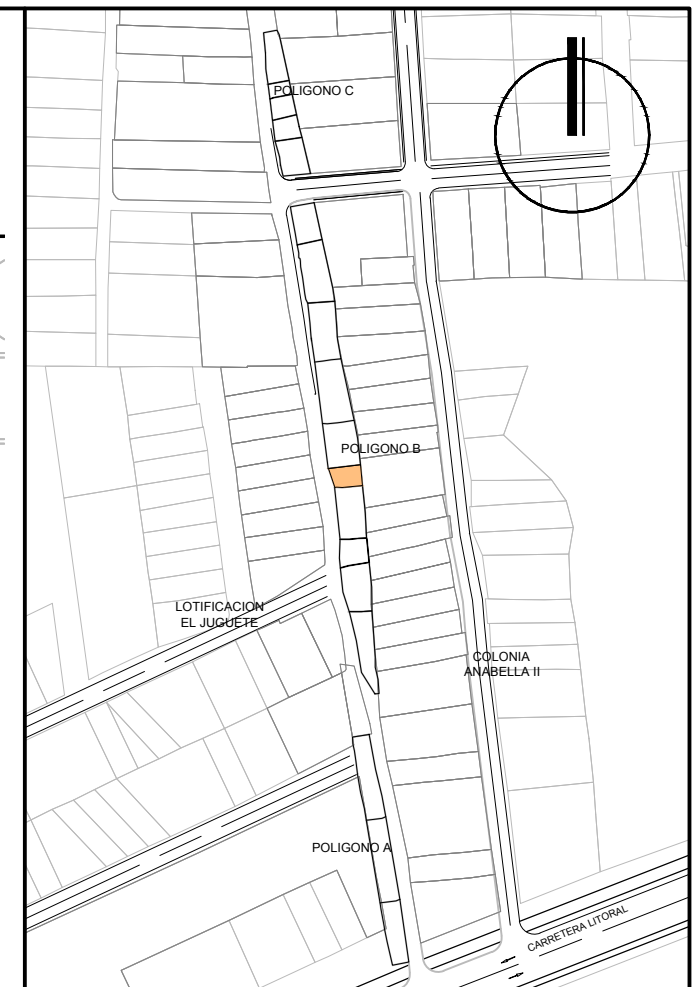 POLIGONO C
POLIGONO B
LOTIFICACION
EL JUGUETE
COLONIA
ANABELLA II
POLIGONO A
CARRETERA LITORAL